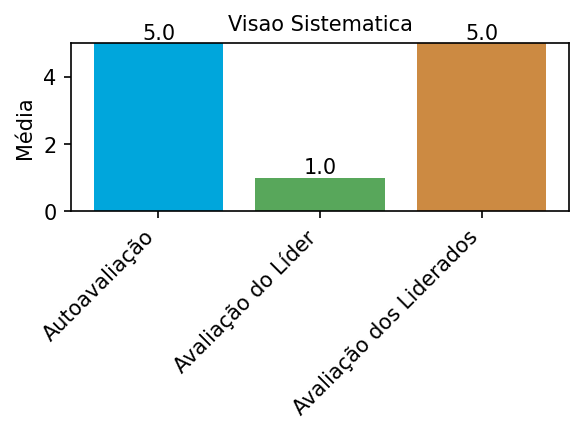 Visao Sistematica
5.0
1.0
5.0
Média
4
2
0
Autoavaliação
Avaliação do Líder
Avaliação dos Liderados